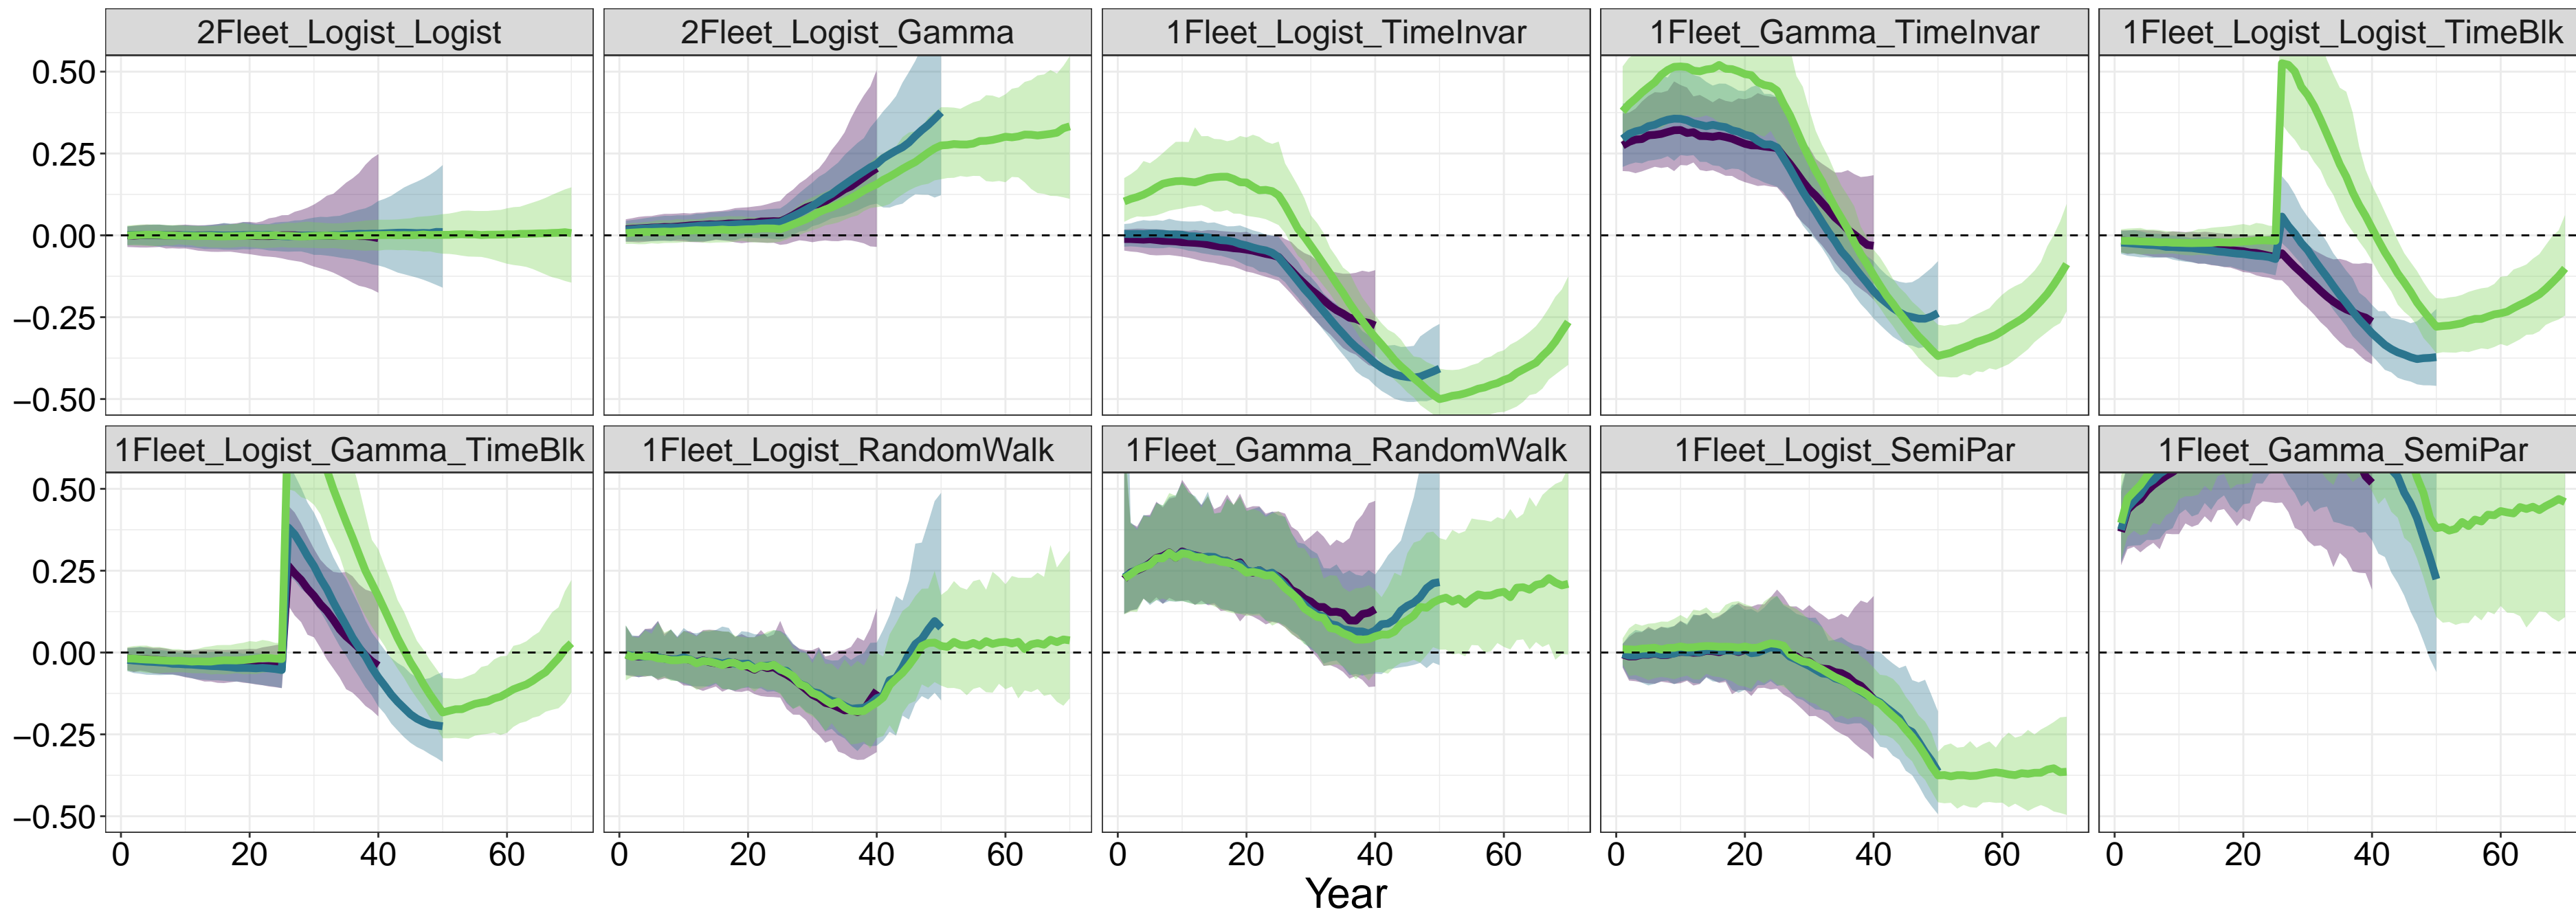 2Fleet_Logist_Logist 2Fleet_Logist_Gamma 1Fleet_Logist_TimeInvar 1Fleet_Gamma_TimeInvar 1Fleet_Logist_Logist_TimeBlk
0.50
0.25
0.00
−0.25
−0.50
1Fleet_Logist_Gamma_TimeBlk 1Fleet_Logist_RandomWalk 1Fleet_Gamma_RandomWalk 1Fleet_Logist_SemiPar 1Fleet_Gamma_SemiPar
0.50
0.25
0.00
−0.25
−0.50
0 20 40 60 0 20 40 60 0 20 40 60 0 20 40 60 0 20 40 60
Year